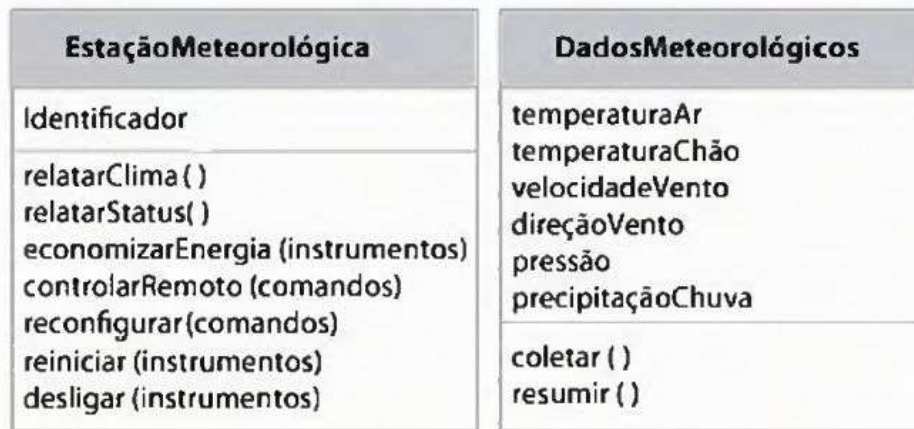 EstaçãoMeteorológica
Identificador
relatarClima ( )
relatarStatus( )
economizarEnergia (instrumentos)
controlarRemoto (comandos)
reconfigurar (comandos)
reiniciar (instrumentos)
desligar (instrumentos)
DadosMeteorológicos
temperaturaAr
temperaturaChão
velocidadeVento
direçãoVento
pressão
precipitaçãoChuva
coletar ( )
resumir ( )